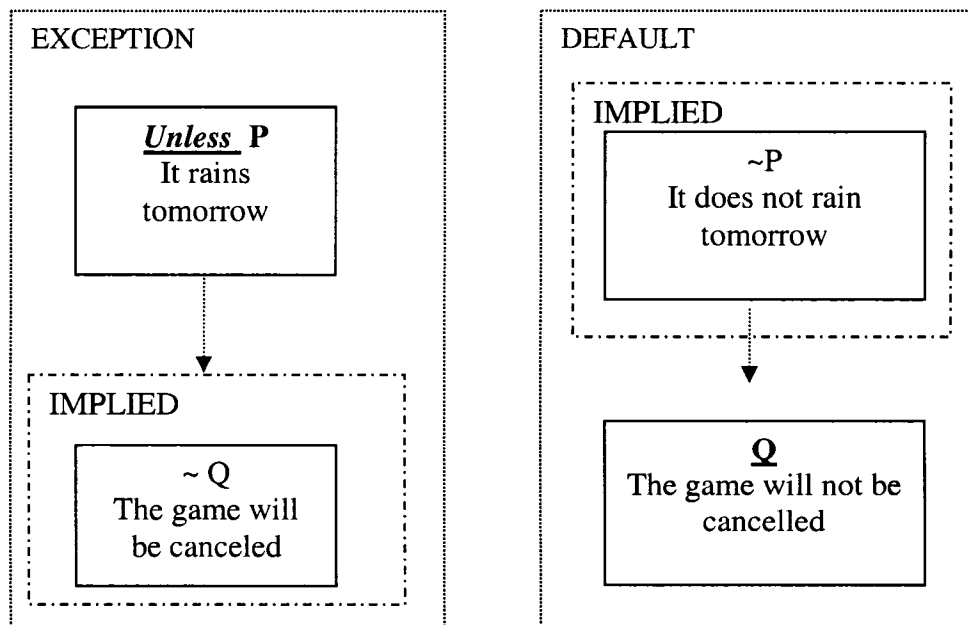 EXCEPTION
Unless P
It rains
tomorrow
IMPLIED
~ Q
The game will
be canceled
DEFAULT
IMPLIED
~P
It does not rain
tomorrow
Q
The game will not be
cancelled